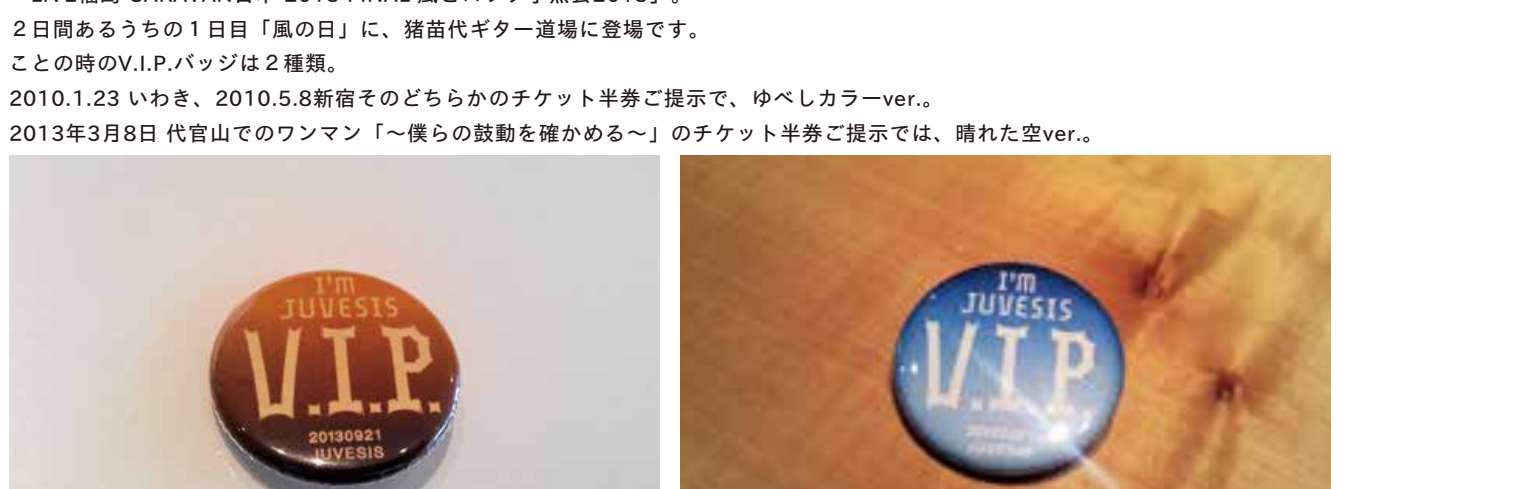 ２日間あるうちの１日目「風の日」に、猪苗代ギター道場に登場です。
ことの時のV.I.P.バッジは２種類。
2010.1.23 いわき、2010.5.8新宿そのどちらかのチケット半券ご提示で、ゆべしカラーver.。
2013年3月8日 代官山でのワンマン「〜僕らの鼓動を確かめる〜」のチケット半券ご提示では、晴れた空ver.。
I'm
JUVESIS
V.I.P.
20130921
JUVESIS
I'm
JUVESIS
V.I.P.